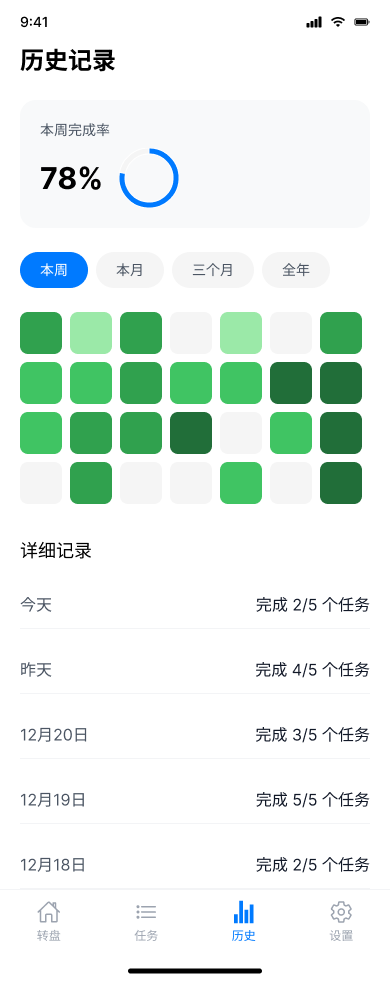 9:41
历史记录
本周完成率
78%
本周 本月 三个月 全年
详细记录
今天 完成 2/5 个任务
昨天 完成 4/5 个任务
12月20日 完成 3/5 个任务
12月19日 完成 5/5 个任务
12月18日 完成 2/5 个任务
转盘 任务 历史 设置